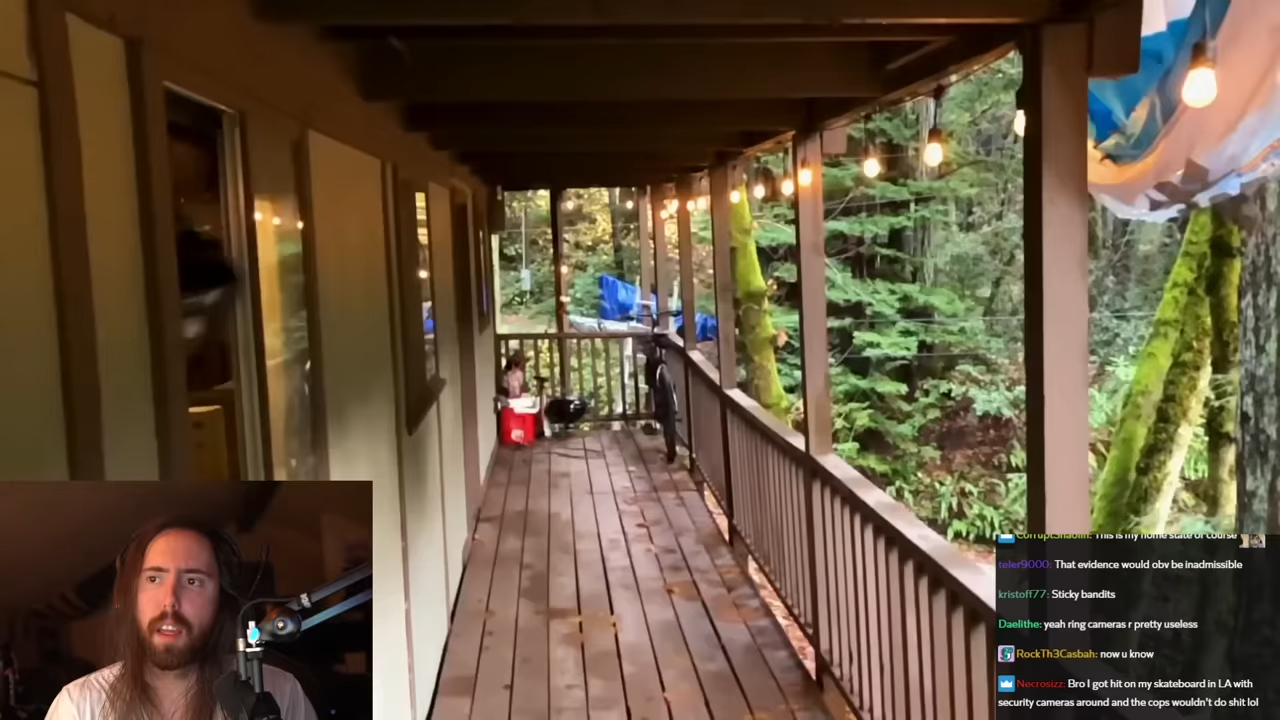 CorruptShaolin: This is my home state of course
teler9000: That evidence would obv be inadmissible
kristoff77: Sticky bandits
Daelithe: yeah ring cameras r pretty useless
RockTh3Casbah: now u know
Necrosizz: Bro I got hit on my skateboard in LA with
security cameras around and the cops wouldn't do shit lol